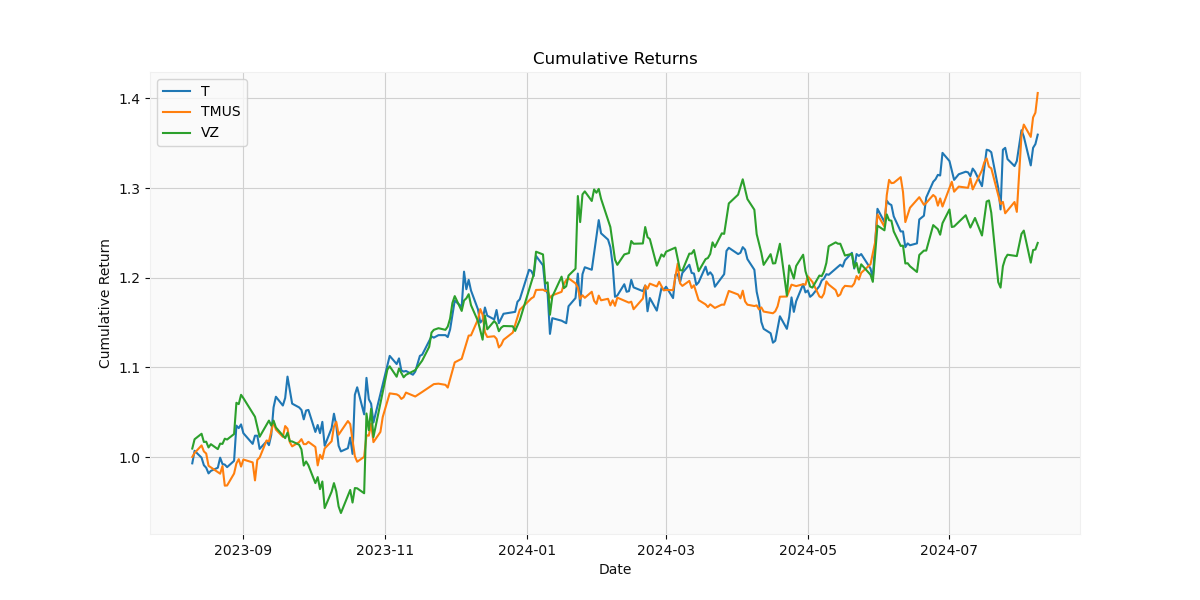 Cumulative Returns
T
TMUS
VZ
Cumulative Return
1.4
1.3
1.2
1.1
1.0
2023-09
2023-11
2024-01
2024-03
2024-05
2024-07
Date